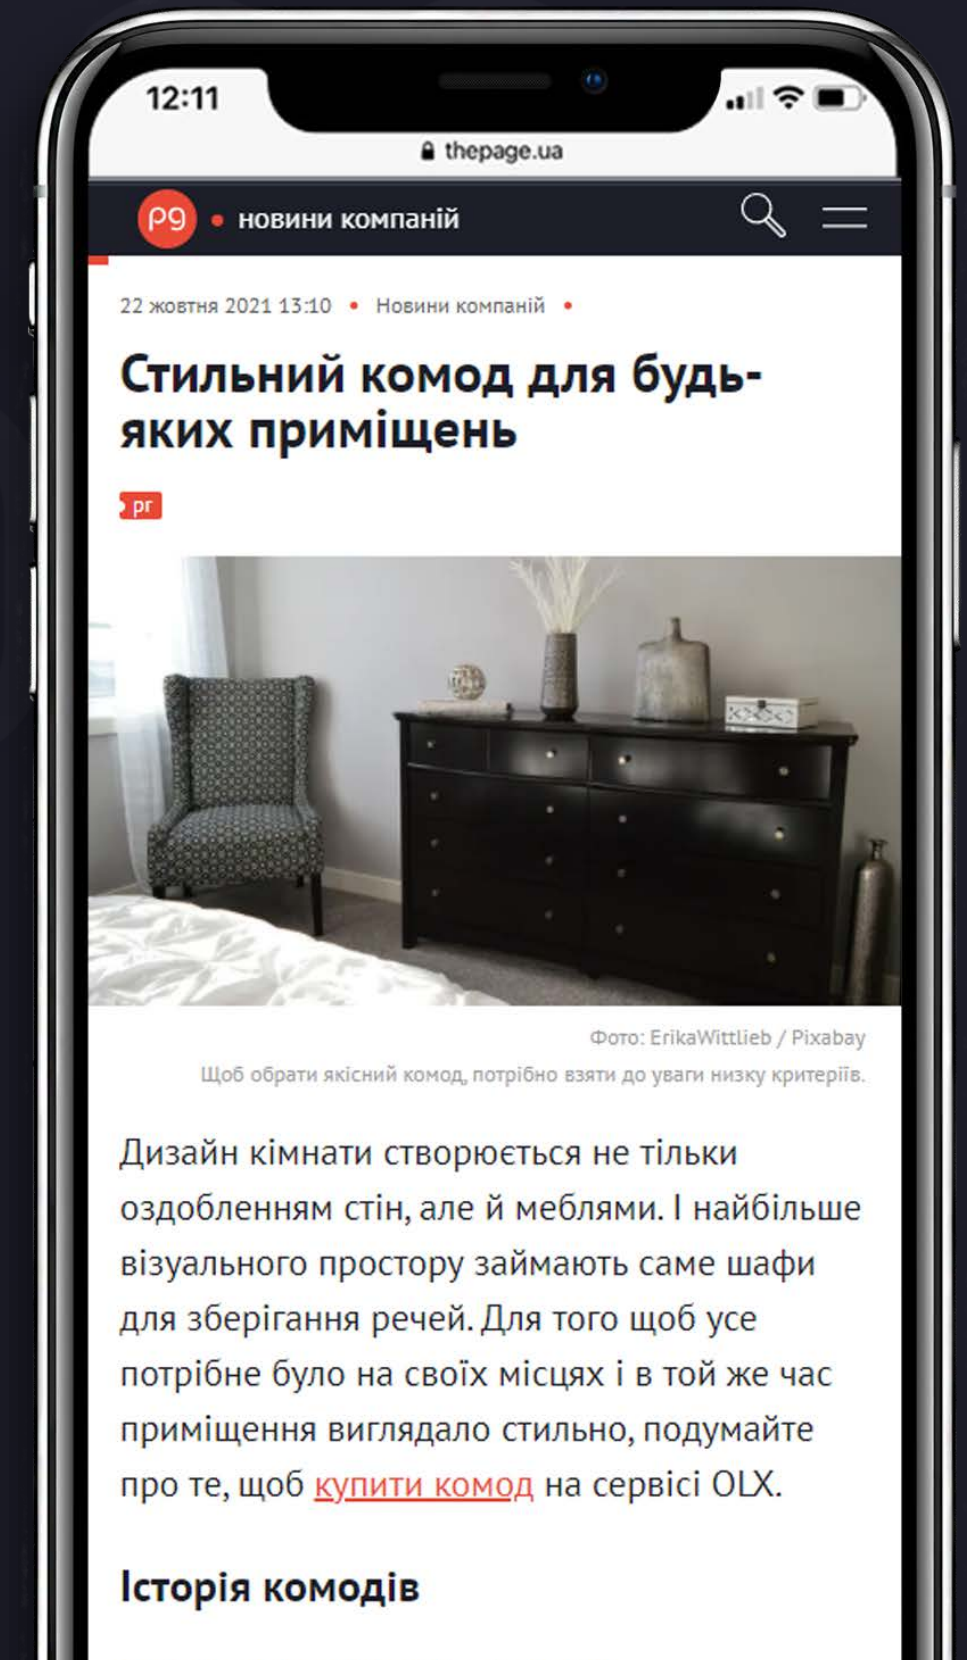 12:11
thepage.ua
pg • новини компаній
22 жовтня 2021 13:10 • Новини компаній •
Стильний комод для будь-
яких приміщень
pr
Фото: ErikaWittlieb / Pixabay
Щоб обрати якісний комод, потрібно взяти до уваги низку критеріїв.
Дизайн кімнати створюється не тільки
оздобленням стін, але й меблями. І найбільше
візуального простору займають саме шафи
для зберігання речей. Для того щоб усе
потрібне було на своїх місцях і в той же час
приміщення виглядало стильно, подумайте
про те, щоб купити комод на сервісі OLX.
Історія комодів